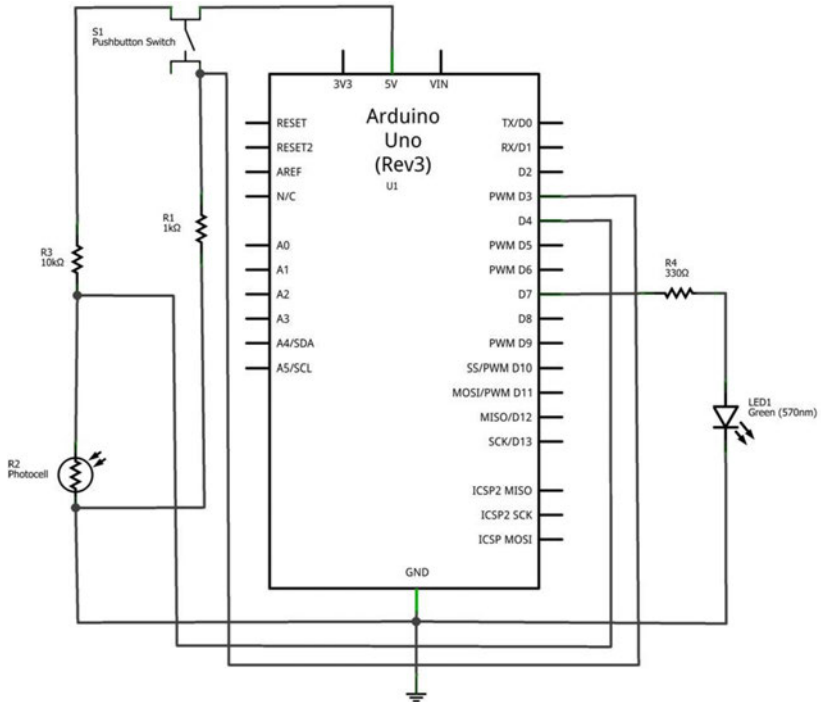 S1
Pushbutton Switch
3V3
5V
VIN
Arduino
Uno
(Rev3)
U1
RESET
RESET2
AREF
N/C
A0
A1
A2
A3
A4/SDA
A5/SCL
TX/D0
RX/D1
D2
PWM D3
D4
PWM D5
PWM D6
D7
D8
PWM D9
SS/PWM D10
MOSI/PWM D11
MISO/D12
SCK/D13
ICSP2 MISO
ICSP2 SCK
ICSP MOSI
GND
R1
1kΩ
R3
10kΩ
R2
Photocell
R4
330Ω
LED1
Green (570nm)